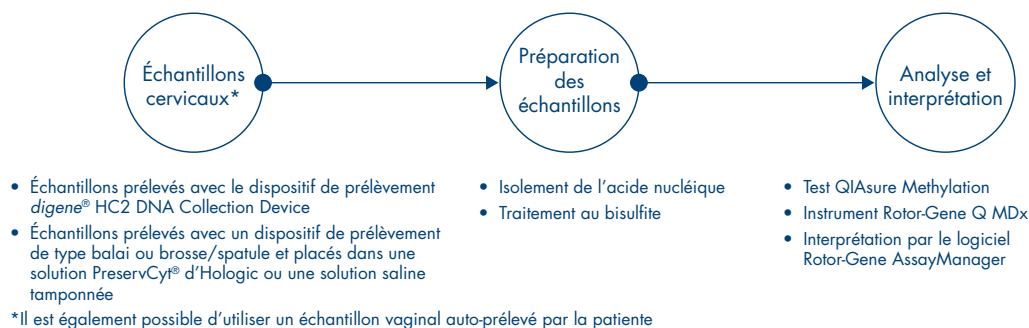 Échantillons
cervicaux*
Préparation
des
échantillons
Analyse et
interprétation
• Échantillons prélevés avec le dispositif de prélèvement
digene® HC2 DNA Collection Device
• Échantillons prélevés avec un dispositif de prélèvement
de type balai ou brosse/spatule et placés dans une
solution PreservCyt® d’Hologic ou une solution saline
tamponnée
• Isolement de l’acide nucléique
• Traitement au bisulfite
• Test QIAsure Methylation
• Instrument Rotor-Gene Q MDx
• Interprétation par le logiciel
Rotor-Gene AssayManager
*Il est également possible d’utiliser un échantillon vaginal auto-prélevé par la patiente